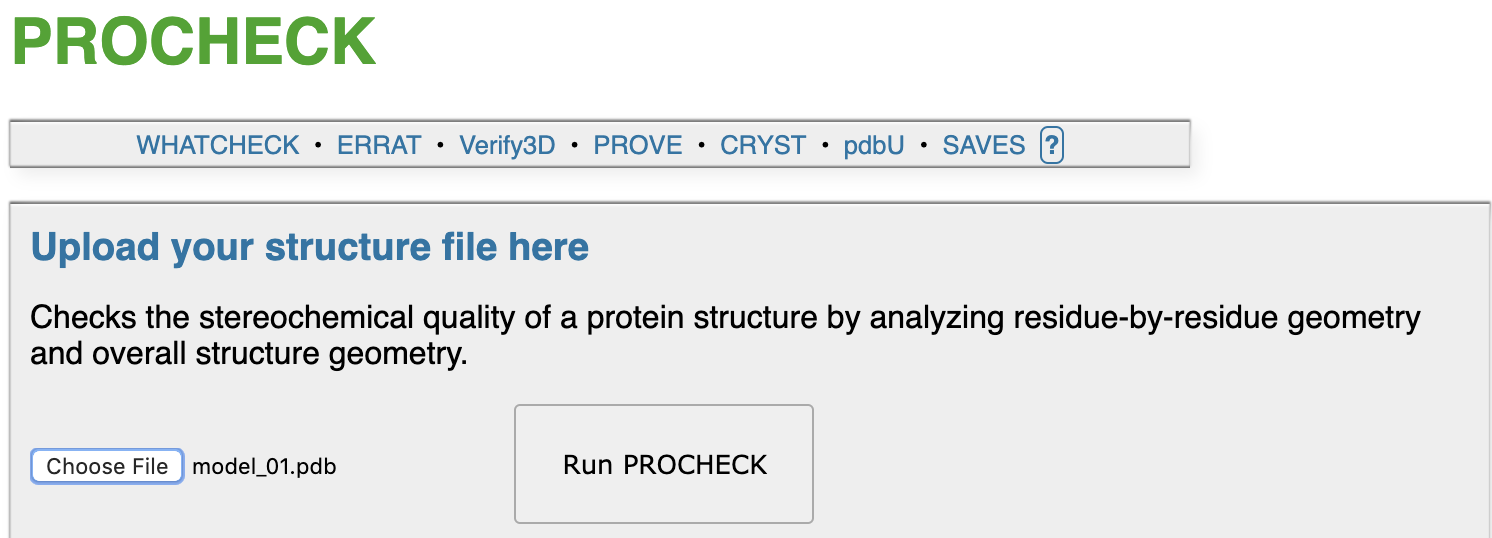 PROCHECK
WHATCHECK • ERRAT • Verify3D • PROVE • CRYST • pdbU • SAVES ?
Upload your structure file here
Checks the stereochemical quality of a protein structure by analyzing residue-by-residue geometry
and overall structure geometry.
Choose File model_01.pdb Run PROCHECK